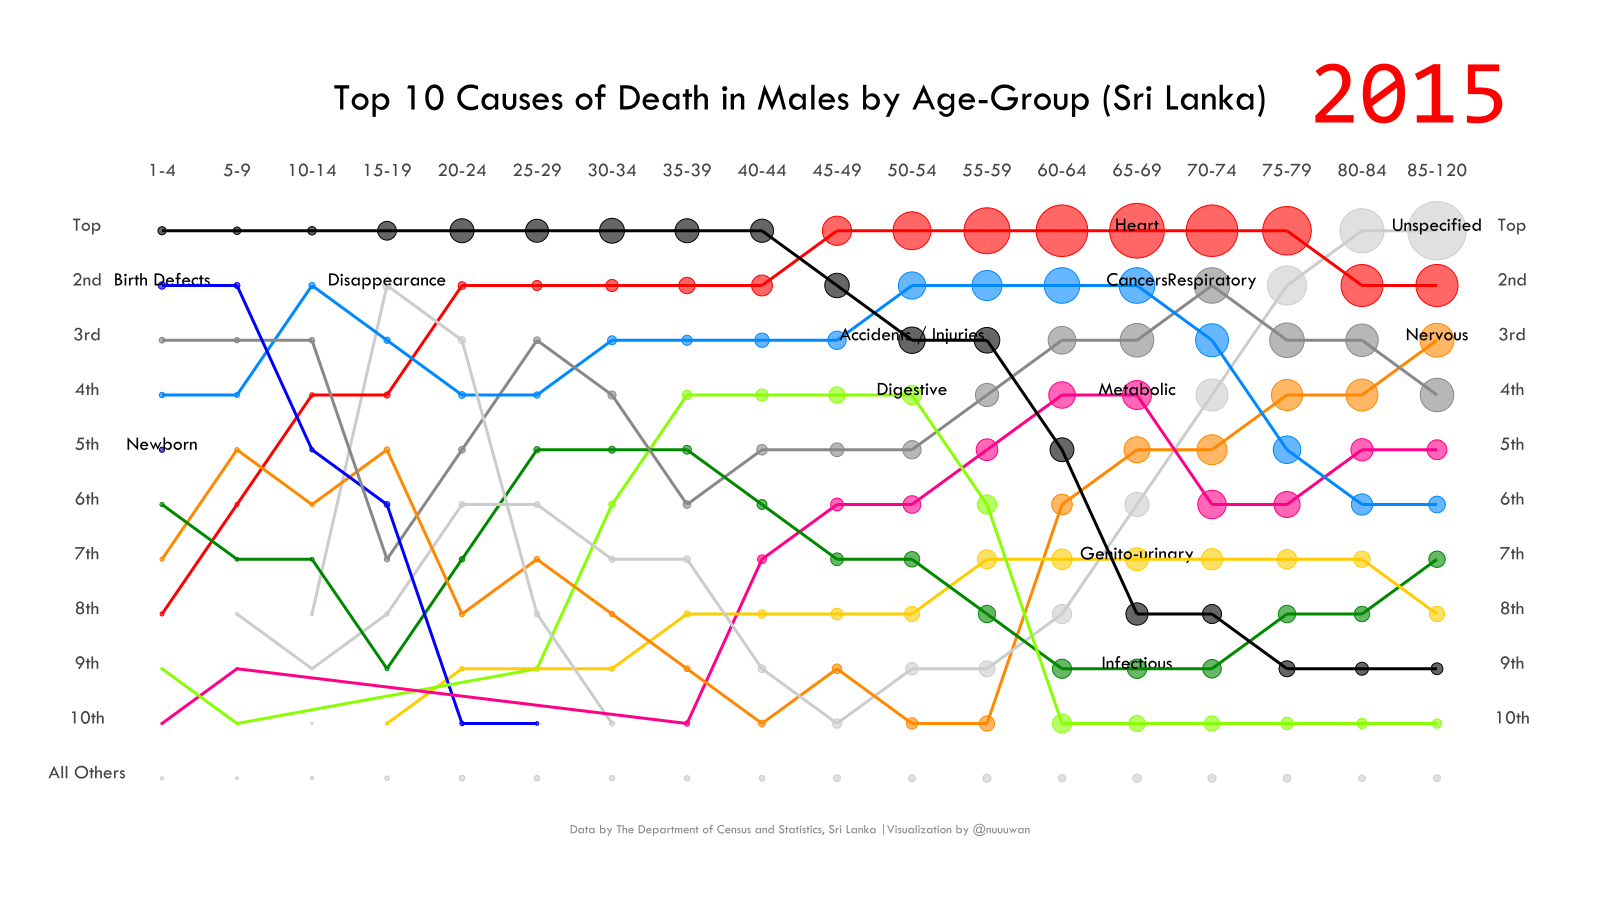 Top 10 Causes of Death in Males by Age-Group (Sri Lanka) 2015
1-4 5-9 10-14 15-19 20-24 25-29 30-34 35-39 40-44 45-49 50-54 55-59 60-64 65-69 70-74 75-79 80-84 85-120
Top Heart Unspecified Top
2nd Birth Defects Disappearance Cancers Respiratory 2nd
3rd Accidents / Injuries Nervous 3rd
4th Digestive Metabolic 4th
5th Newborn 5th
6th 6th
7th Genito-urinary 7th
8th 8th
9th Infectious 9th
10th 10th
All Others
Data by The Department of Census and Statistics, Sri Lanka | Visualization by @nuuuwan